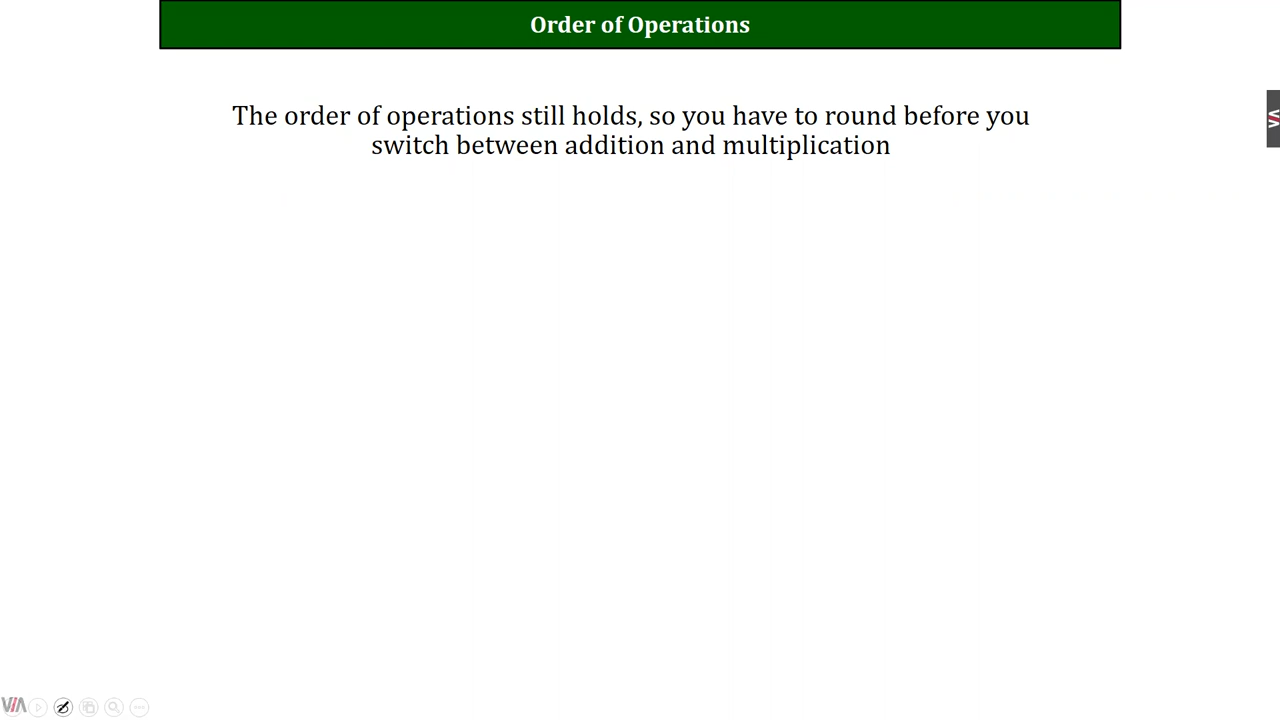 Order of Operations
The order of operations still holds, so you have to round before you
switch between addition and multiplication
VIA